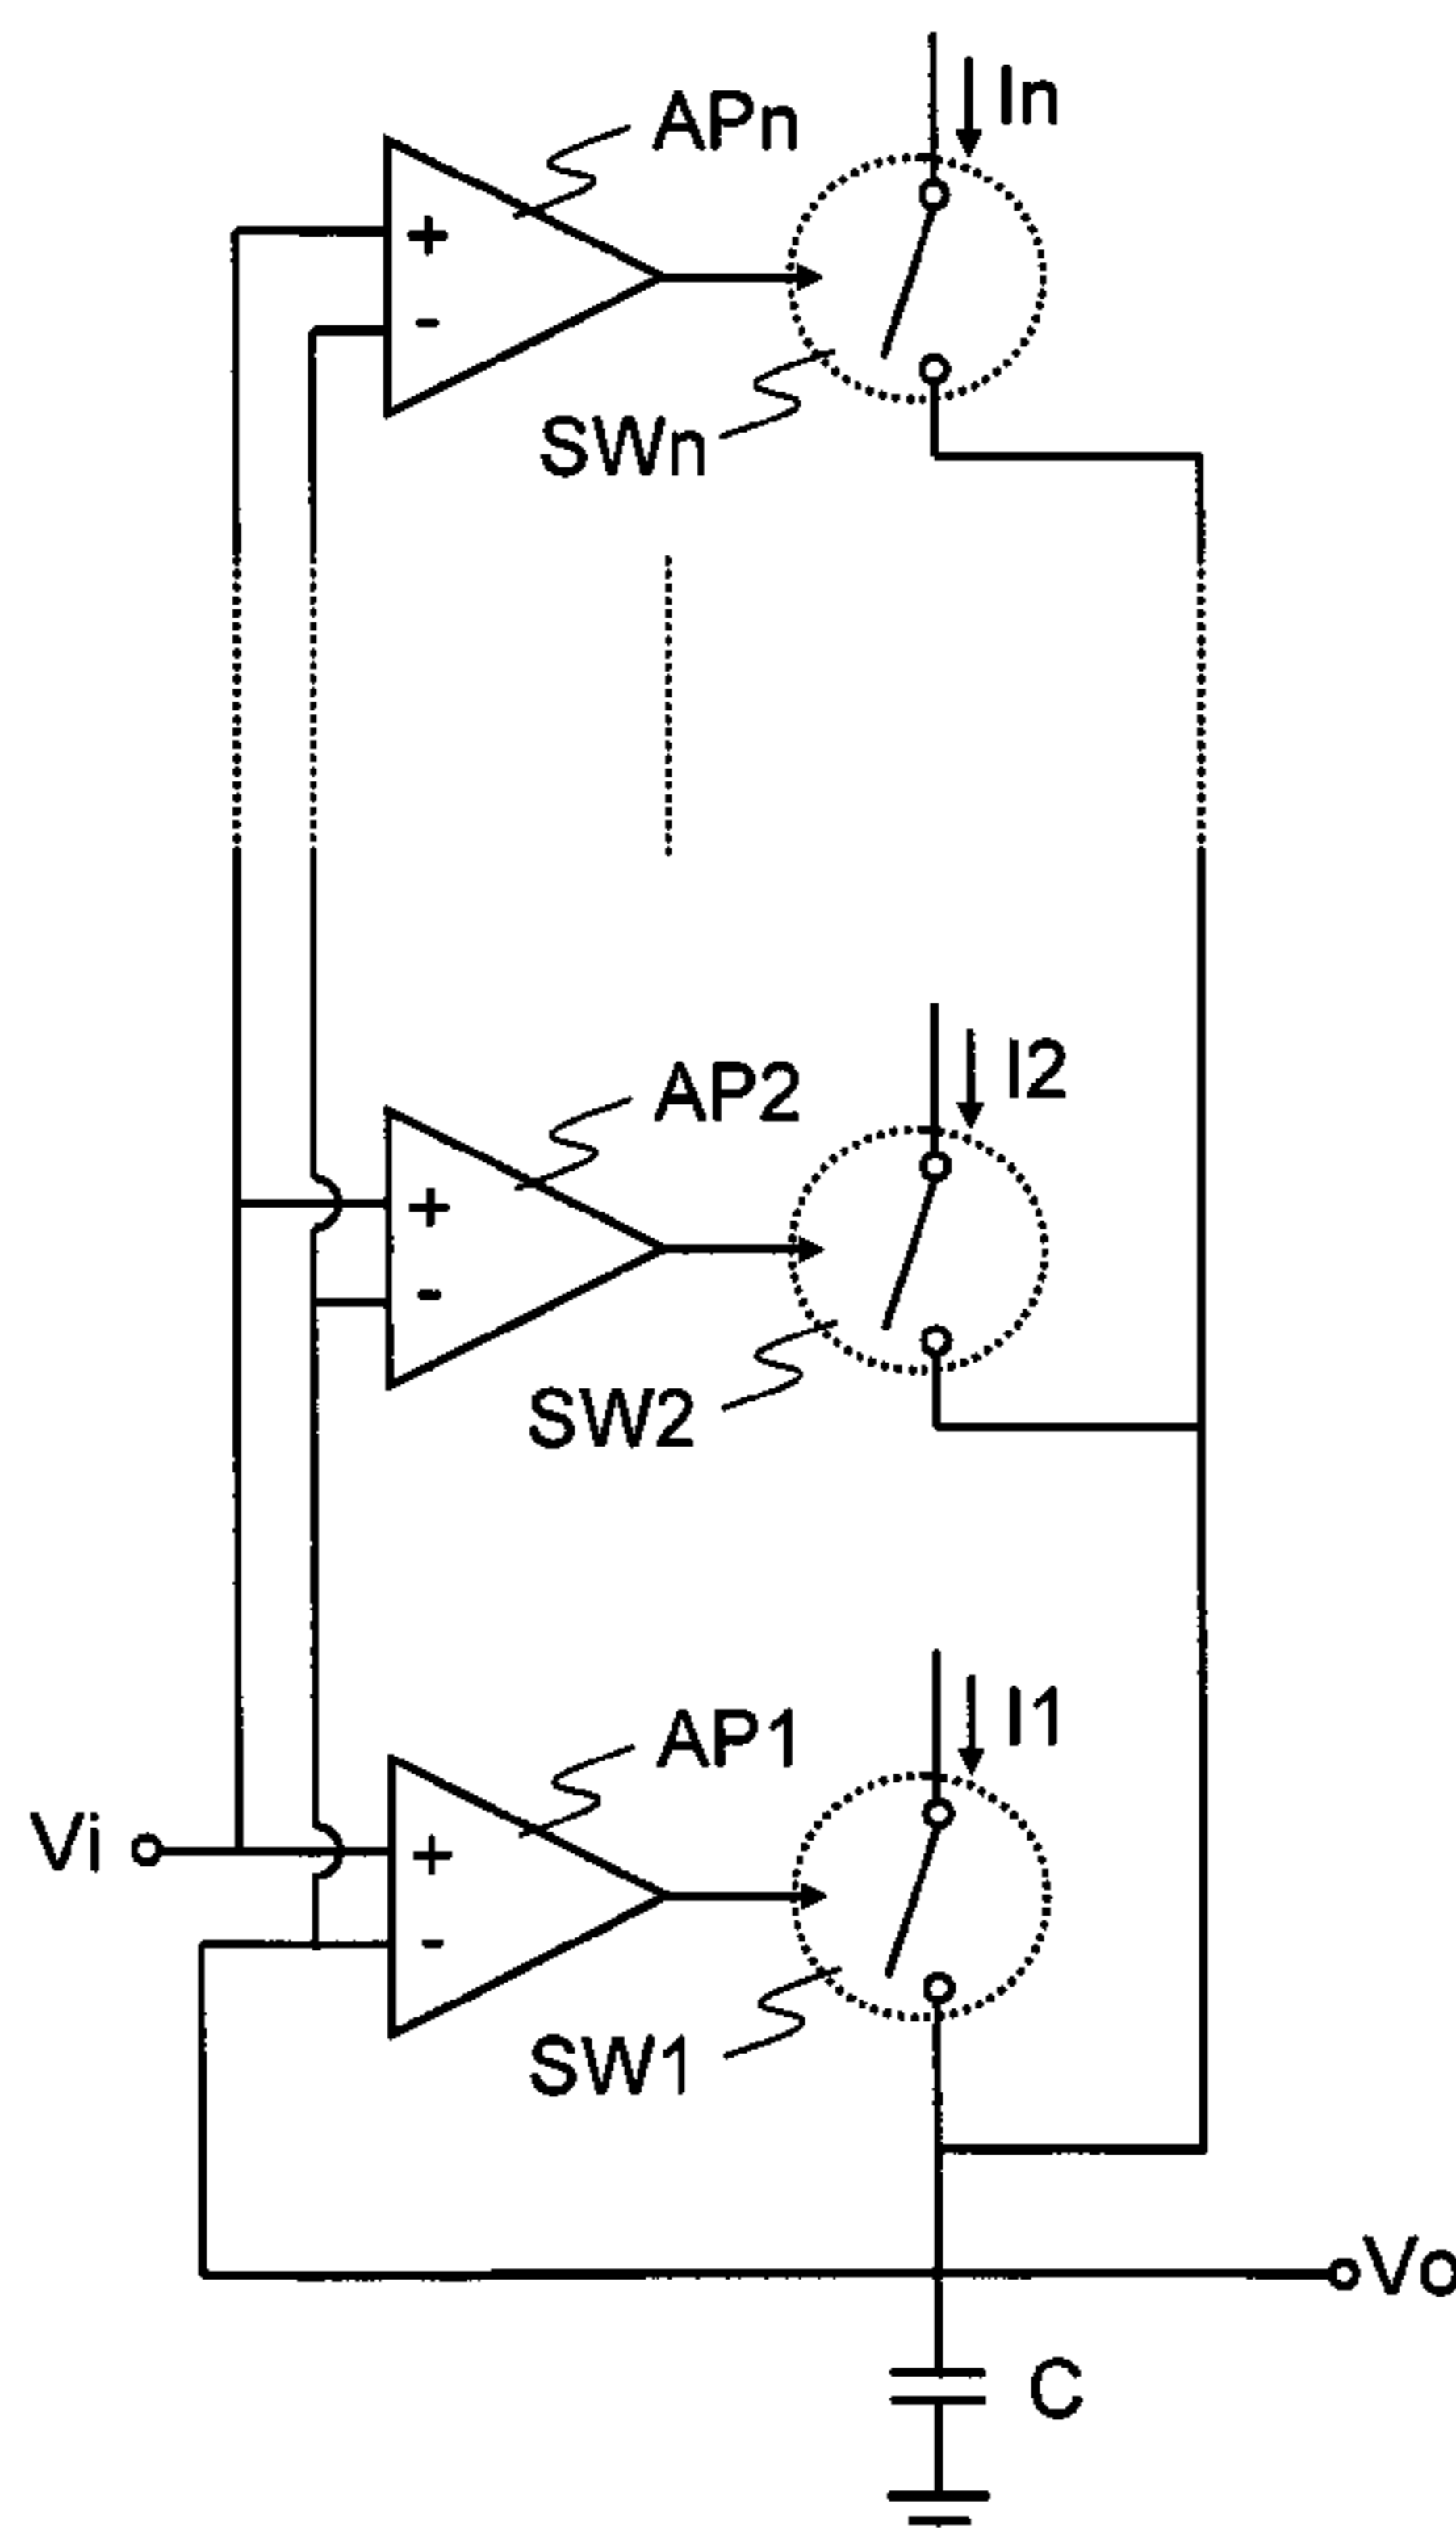 In
APn
+
-
SWn
I2
AP2
+
-
SW2
I1
AP1
Vi
+
-
SW1
Vo
C